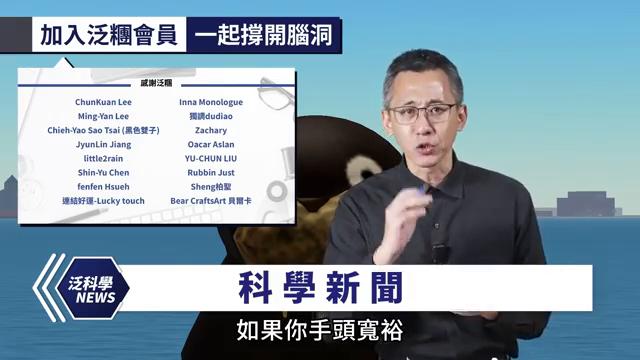 加入泛糰會員 一起撐開腦洞
感謝泛糰
ChunKuan Lee
Ming-Yan Lee
Chieh-Yao Sao Tsai (黑色雙子)
JyunLin Jiang
little2rain
Shin-Yu Chen
fenfen Hsueh
連結好運-Lucky touch
Inna Monologue
獨調dudiao
Zachary
Oacar Aslan
YU-CHUN LIU
Rubbin Just
Sheng柏聖
Bear CraftsArt 貝爾卡
泛科學
NEWS
科學新聞
如果你手頭寬裕